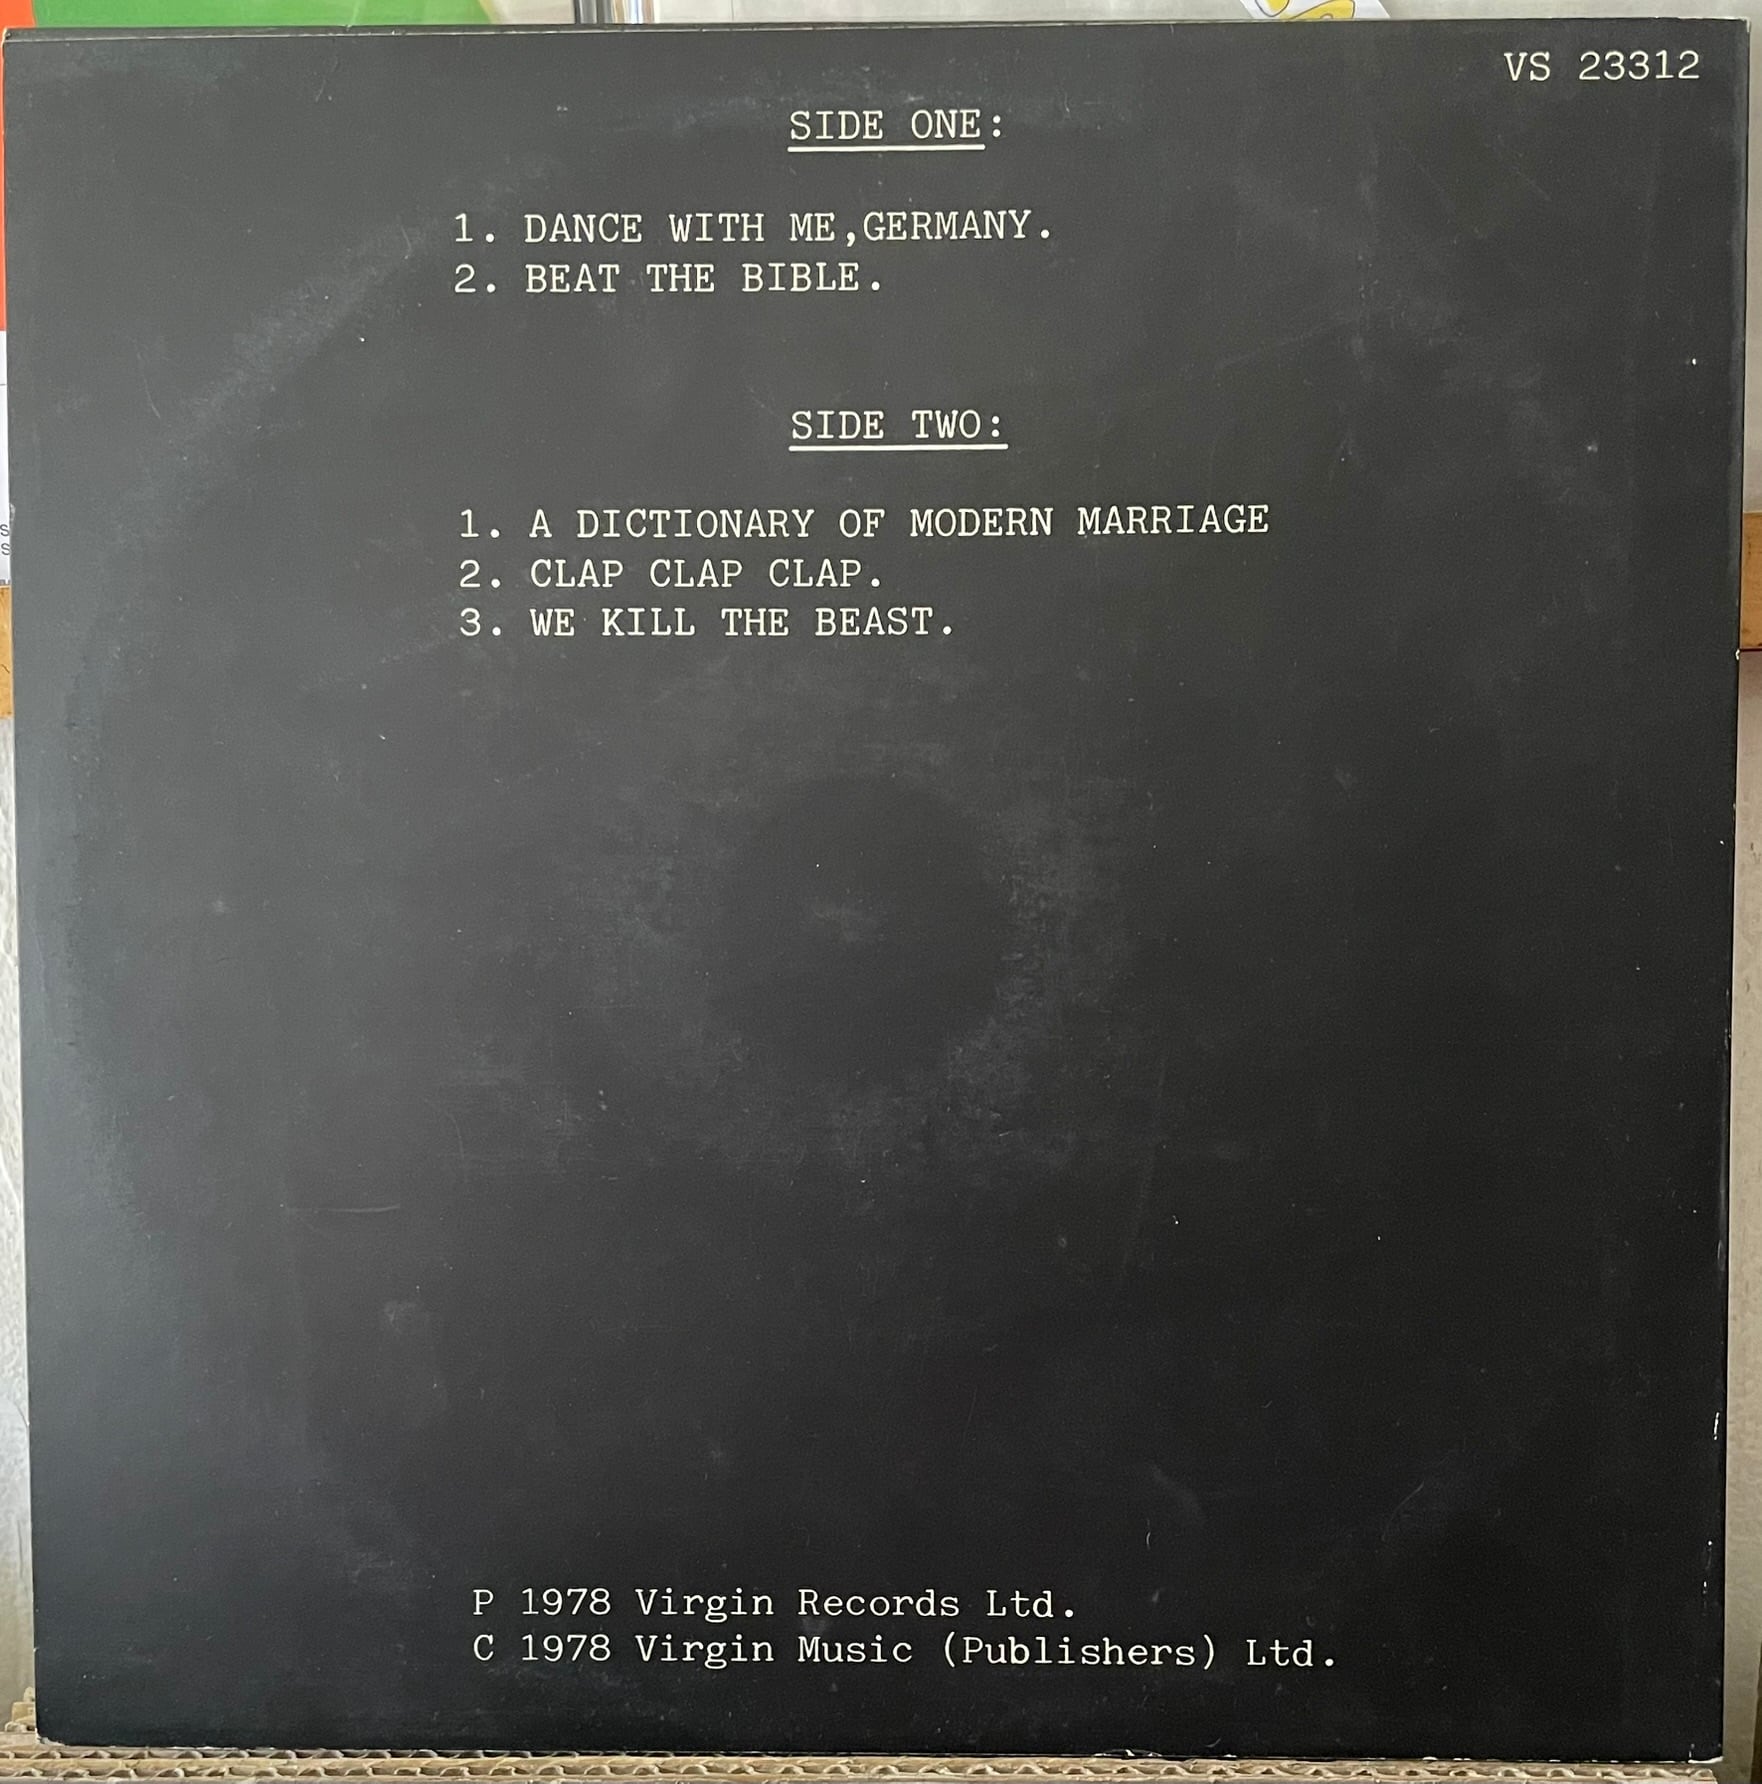 VS 23312
SIDE ONE:
1. DANCE WITH ME,GERMANY.
2. BEAT THE BIBLE.
SIDE TWO:
1. A DICTIONARY OF MODERN MARRIAGE
2. CLAP CLAP CLAP.
3. WE KILL THE BEAST.
P 1978 Virgin Records Ltd.
C 1978 Virgin Music (Publishers) Ltd.